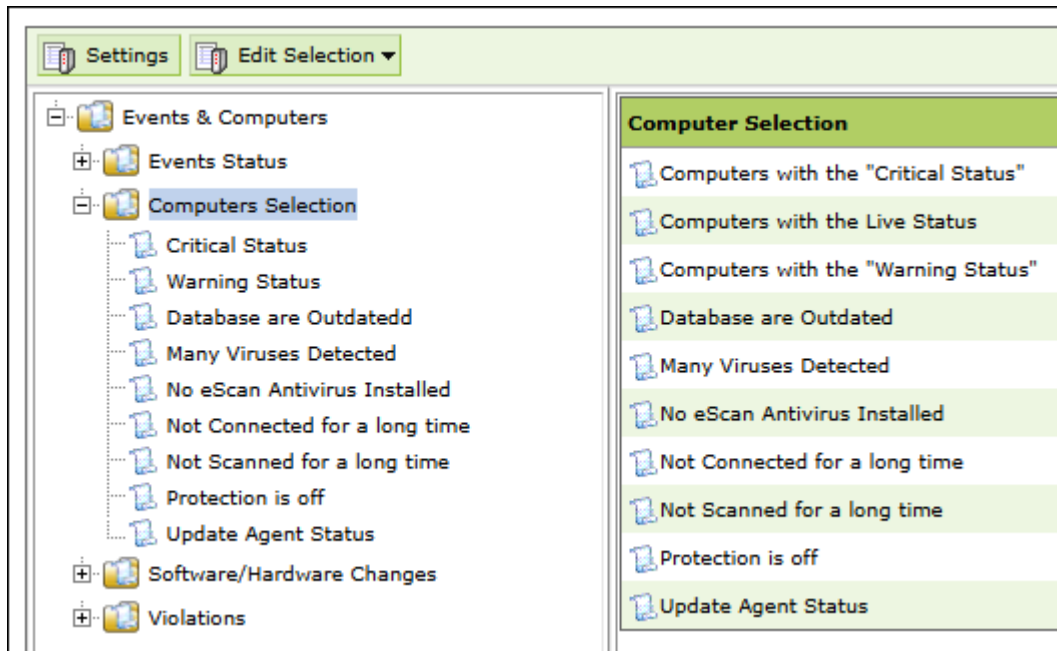 Settings
Edit Selection
Events & Computers
Events Status
Computers Selection
Critical Status
Warning Status
Database are Outdatedd
Many Viruses Detected
No eScan Antivirus Installed
Not Connected for a long time
Not Scanned for a long time
Protection is off
Update Agent Status
Software/Hardware Changes
Violations
Computer Selection
Computers with the "Critical Status"
Computers with the Live Status
Computers with the "Warning Status"
Database are Outdated
Many Viruses Detected
No eScan Antivirus Installed
Not Connected for a long time
Not Scanned for a long time
Protection is off
Update Agent Status